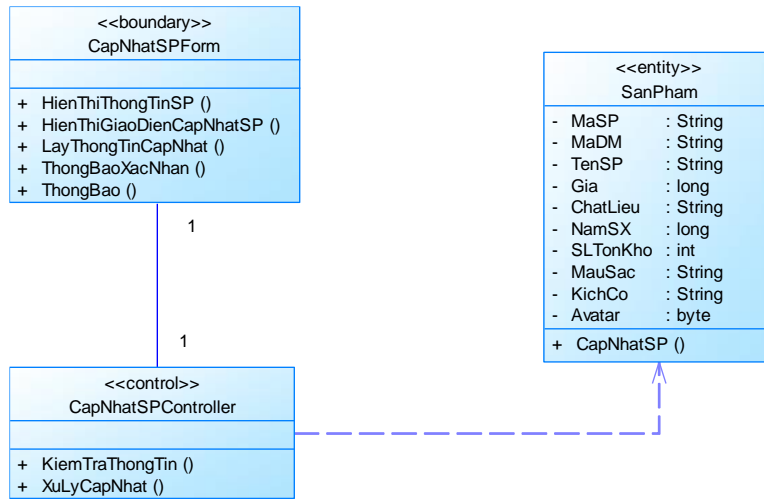 <<boundary>>
CapNhatSPForm
+ HienThiThongTinSP ()
+ HienThiGiaoDienCapNhatSP ()
+ LayThongTinCapNhat ()
+ ThongBaoXacNhan ()
+ ThongBao ()
1
1
<<control>>
CapNhatSPController
+ KiemTraThongTin ()
+ XuLyCapNhat ()
<<entity>>
SanPham
- MaSP : String
- MaDM : String
- TenSP : String
- Gia : long
- ChatLieu : String
- NamSX : long
- SLTonKho : int
- MauSac : String
- KichCo : String
- Avatar : byte
+ CapNhatSP ()